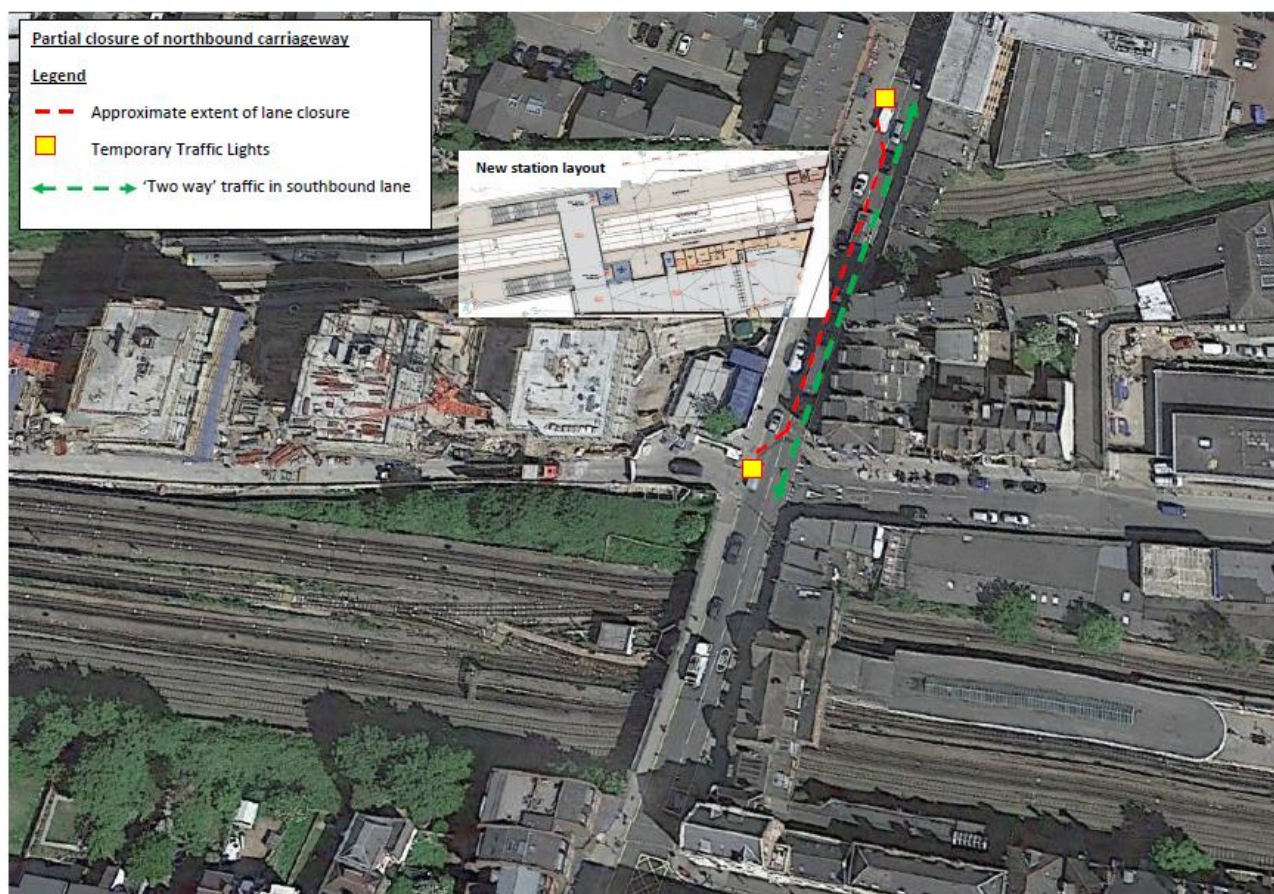 Partial closure of northbound carriageway
Legend
Approximate extent of lane closure
Temporary Traffic Lights
‘Two way’ traffic in southbound lane
New station layout